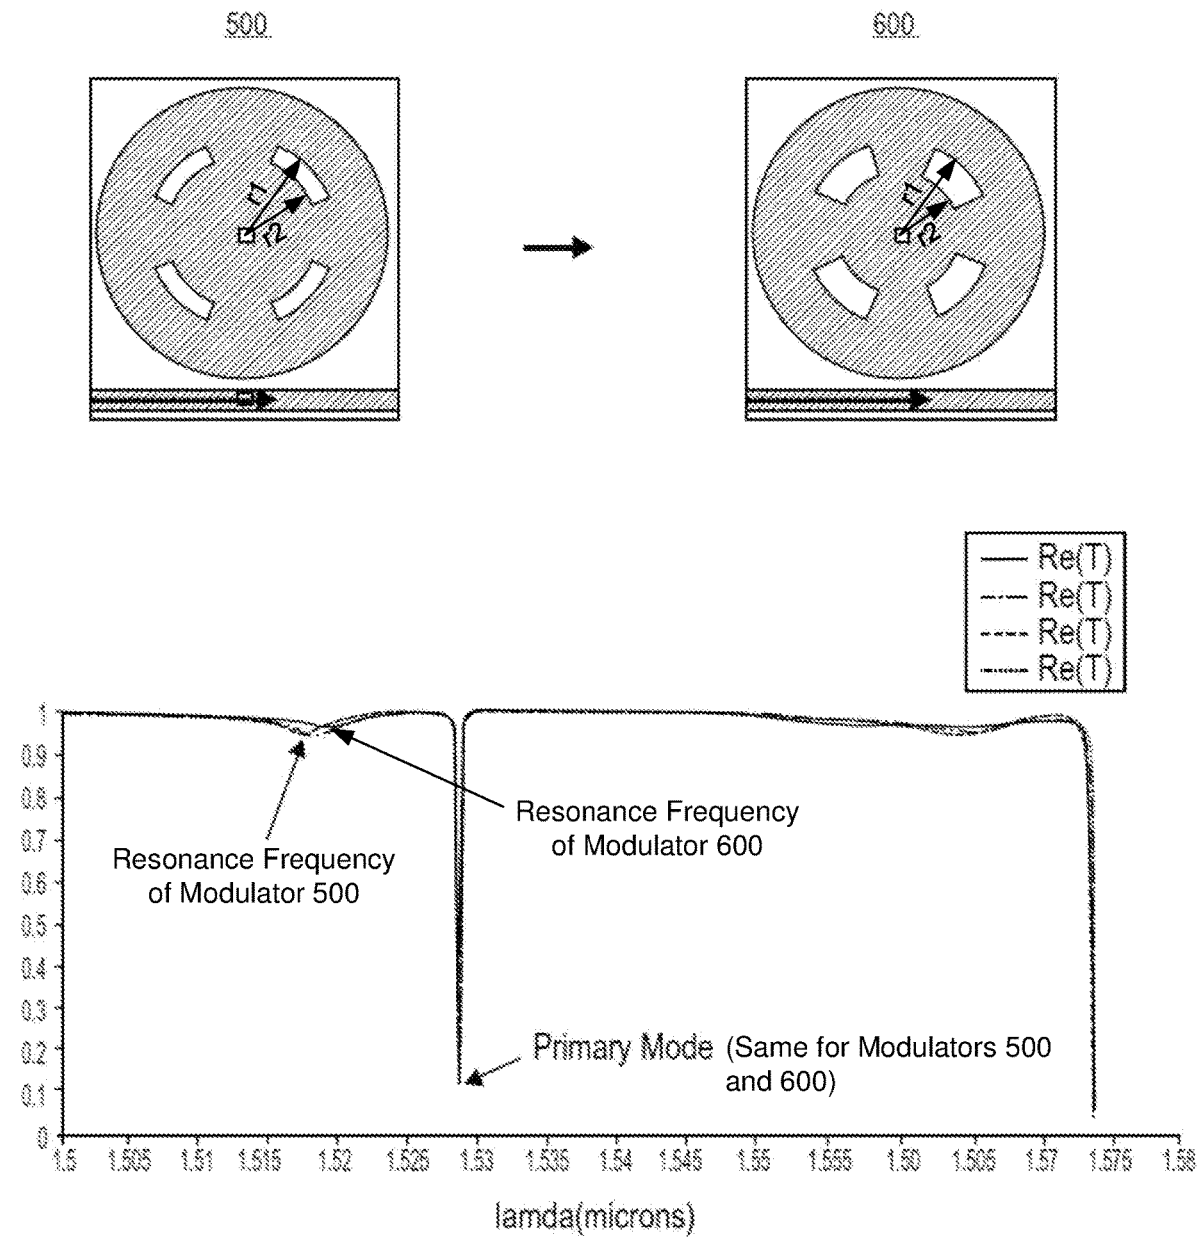 500
600
r1
r2
r1
r2
Re(T)
Re(T)
Re(T)
Re(T)
1
0.9
0.8
0.7
0.6
0.5
0.4
0.3
0.2
0.1
0
Resonance Frequency
of Modulator 600
Resonance Frequency
of Modulator 500
Primary Mode (Same for Modulators 500
and 600)
1.5 1.505 1.51 1.515 1.52 1.525 1.53 1.535 1.54 1.545 1.55 1.555 1.56 1.565 1.57 1.575 1.58
lamda(microns)